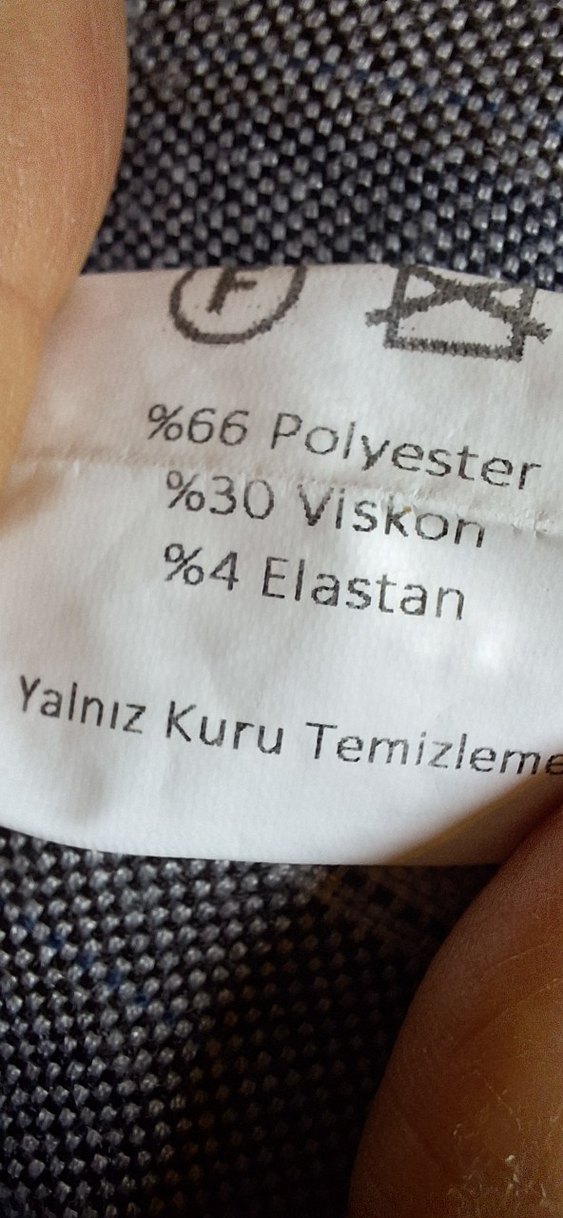 F
%66 Polyester
%30 Viskon
%4 Elastan
Yalnız Kuru Temizleme